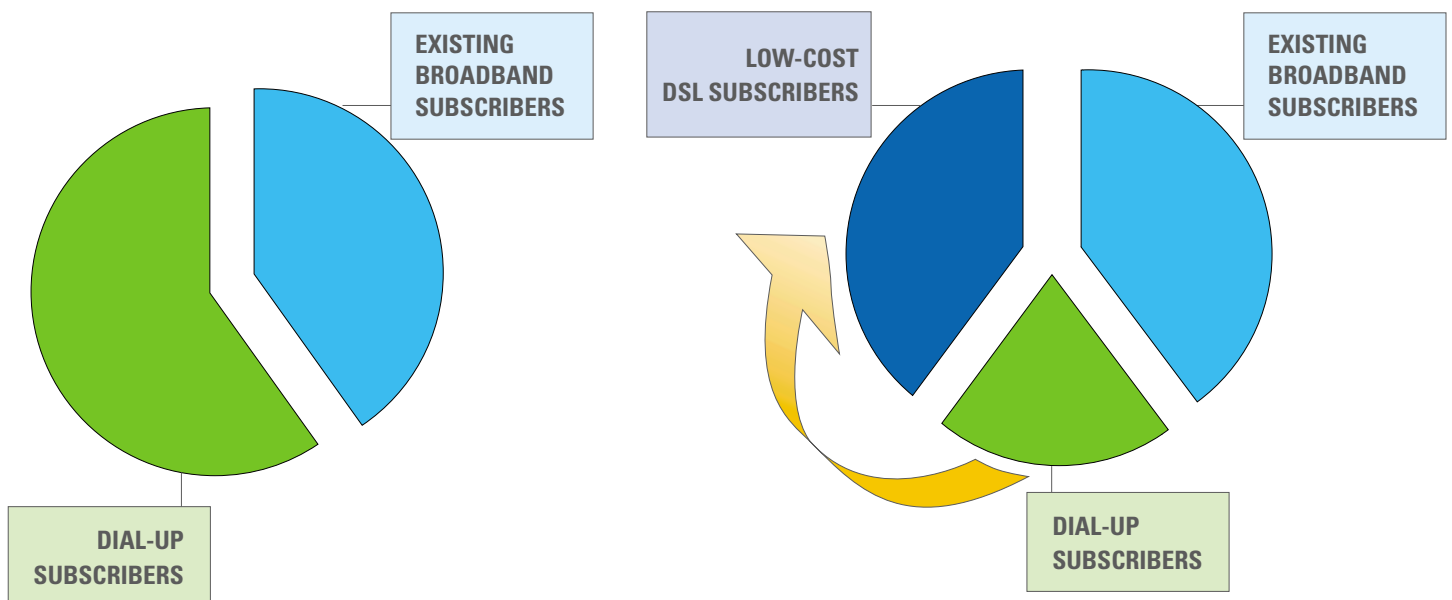 EXISTING
BROADBAND
SUBSCRIBERS
DIAL-UP
SUBSCRIBERS
LOW-COST
DSL SUBSCRIBERS
EXISTING
BROADBAND
SUBSCRIBERS
DIAL-UP
SUBSCRIBERS